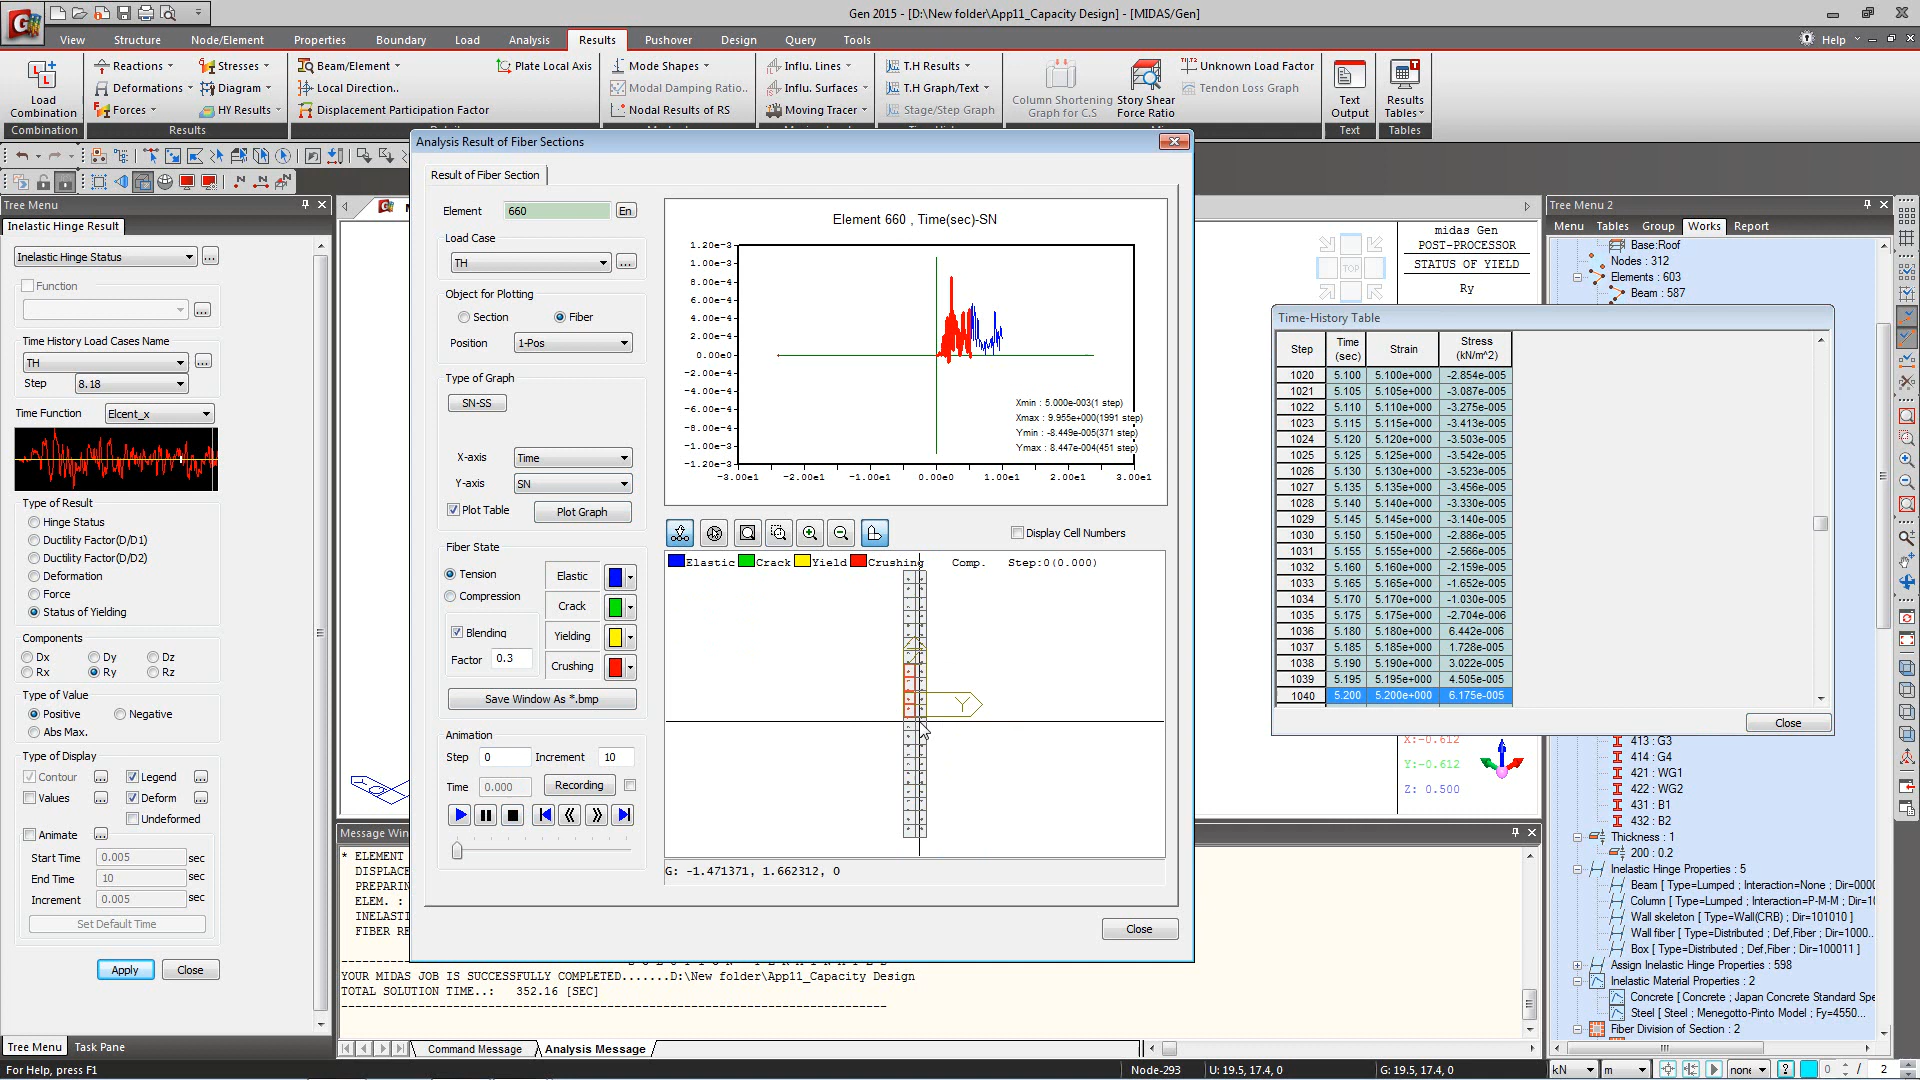 Gen 2015 - [D:\New folder\App11_Capacity Design] - [MIDAS/Gen]
View Structure Node/Element Properties Boundary Load Analysis Results Pushover Design Query Tools Help
Reactions Stresses Beam/Element Plate Local Axis Mode Shapes Influ. Lines T.H Results Unknown Load Factor
Deformations Diagram Local Direction.. Modal Damping Ratio.. Influ. Surfaces T.H Graph/Text Tendon Loss Graph
Forces HY Results Displacement Participation Factor Nodal Results of RS Moving Tracer Stage/Step Graph
Load Combination
Column Shortening Graph for C.S
Story Shear Force Ratio
Text Output
Results Tables
Combination Results Text Tables
Tree Menu
Inelastic Hinge Result
Inelastic Hinge Status
Function
Time History Load Cases Name
TH
Step 8.18
Time Function Elcent_x
Type of Result
Hinge Status
Ductility Factor(D/D1)
Ductility Factor(D/D2)
Deformation
Force
Status of Yielding
Components
Dx Dy Dz
Rx Ry Rz
Type of Value
Positive Negative
Abs Max.
Type of Display
Contour Legend
Values Deform
Undeformed
Animate
Start Time 0.005 sec
End Time 10 sec
Increment 0.005 sec
Set Default Time
Apply Close
Tree Menu Task Pane
Analysis Result of Fiber Sections
Result of Fiber Section
Element 660 En
Load Case
TH
Object for Plotting
Section Fiber
Position 1-Pos
Type of Graph
SN-SS
X-axis Time
Y-axis SN
Plot Table Plot Graph
Fiber State
Tension Elastic
Compression Crack
Blending Yielding
Factor 0.3 Crushing
Save Window As *.bmp
Animation
Step 0 Increment 10
Time 0.000 Recording
Element 660 , Time(sec)-SN
1.20e-3
1.00e-3
8.00e-4
6.00e-4
4.00e-4
2.00e-4
0.00e0
-2.00e-4
-4.00e-4
-6.00e-4
-8.00e-4
-1.00e-3
-1.20e-3
-3.00e1 -2.00e1 -1.00e1 0.00e0 1.00e1 2.00e1 3.00e1
Xmin : 5.000e-003(1 step)
Xmax : 9.955e+000(1991 step)
Ymin : -8.449e-005(371 step)
Ymax : 8.447e-004(451 step)
Display Cell Numbers
Elastic Crack Yield Crushing Comp. Step:0(0.000)
Y
G: -1.471371, 1.662312, 0
Close
midas Gen
POST-PROCESSOR
STATUS OF YIELD
Ry
TOP
Time-History Table
Step Time (sec) Strain Stress (kN/m^2)
1020 5.100 5.100e+000 -2.854e-005
1021 5.105 5.105e+000 -3.087e-005
1022 5.110 5.110e+000 -3.275e-005
1023 5.115 5.115e+000 -3.413e-005
1024 5.120 5.120e+000 -3.503e-005
1025 5.125 5.125e+000 -3.542e-005
1026 5.130 5.130e+000 -3.523e-005
1027 5.135 5.135e+000 -3.456e-005
1028 5.140 5.140e+000 -3.330e-005
1029 5.145 5.145e+000 -3.140e-005
1030 5.150 5.150e+000 -2.886e-005
1031 5.155 5.155e+000 -2.566e-005
1032 5.160 5.160e+000 -2.159e-005
1033 5.165 5.165e+000 -1.652e-005
1034 5.170 5.170e+000 -1.030e-005
1035 5.175 5.175e+000 -2.704e-006
1036 5.180 5.180e+000 6.442e-006
1037 5.185 5.185e+000 1.728e-005
1038 5.190 5.190e+000 3.022e-005
1039 5.195 5.195e+000 4.505e-005
1040 5.200 5.200e+000 6.175e-005
Close
X:-0.612
Y:-0.612
Z: 0.500
Tree Menu 2
Menu Tables Group Works Report
Base:Roof
Nodes : 312
Elements : 603
Beam : 587
413: G3
414: G4
421: WG1
422: WG2
431: B1
432: B2
Thickness : 1
200 : 0.2
Inelastic Hinge Properties : 5
Beam [ Type=Lumped ; Interaction=None ; Dir=000
Column [ Type=Lumped ; Interaction=P-M-M ; Dir=1
Wall skeleton [ Type=Wall(CRB) ; Dir=101010 ]
Wall fiber [ Type=Distributed ; Def,Fiber ; Dir=1000...
Box [Type=Distributed ; Def,Fiber ; Dir=100011 ]
Assign Inelastic Hinge Properties : 598
Inelastic Material Properties : 2
Concrete [ Concrete ; Japan Concrete Standard Spe
Steel [ Steel ; Menegotto-Pinto Model ; Fy=4550...
Fiber Division of Section : 2
Message Win
* ELEMENT
DISPLACE
PREPARIN
ELEM. :
INELASTI
FIBER RE
YOUR MIDAS JOB IS SUCCESSFULLY COMPLETED.......D:\New folder\App11_Capacity Design
TOTAL SOLUTION TIME..: 352.16 [SEC]
Command Message Analysis Message
For Help, press F1
Node-293 U: 19.5, 17.4, 0 G: 19.5, 17.4, 0 kN m none ? 0 / 2